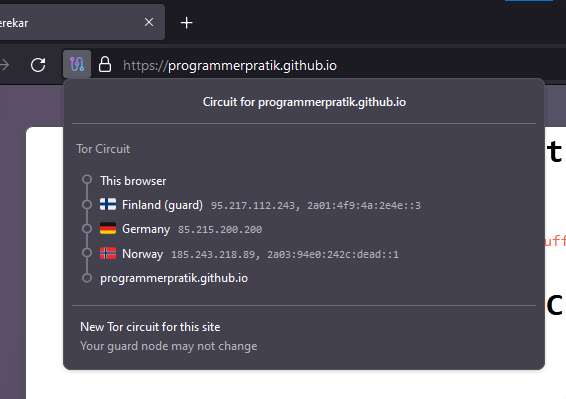 erekar
https://programmerpratik.github.io
Circuit for programmerpratik.github.io
Tor Circuit
This browser
Finland (guard) 95.217.112.243, 2a01:4f9:4a:2e4e::3
Germany 85.215.200.200
Norway 185.243.218.89, 2a03:94e0:242c:dead::1
programmerpratik.github.io
New Tor circuit for this site
Your guard node may not change
t
uff
C